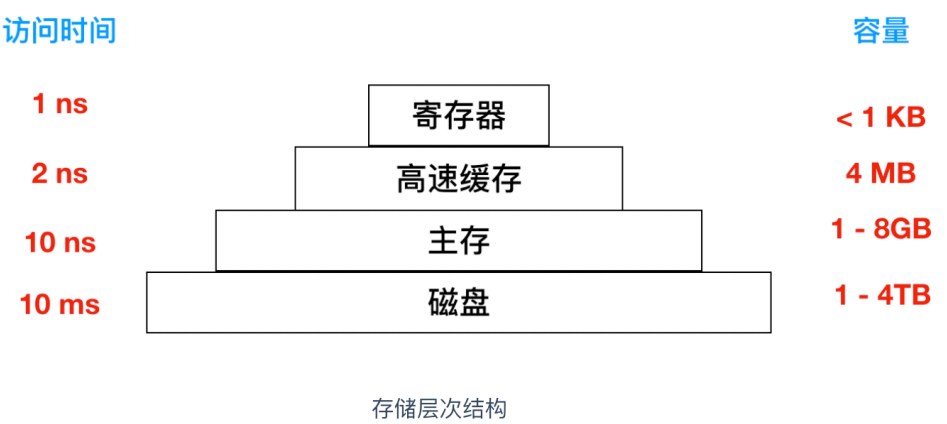 访问时间 容量
1 ns 寄存器 < 1 KB
2 ns 高速缓存 4 MB
10 ns 主存 1 - 8GB
10 ms 磁盘 1 - 4TB
存储层次结构